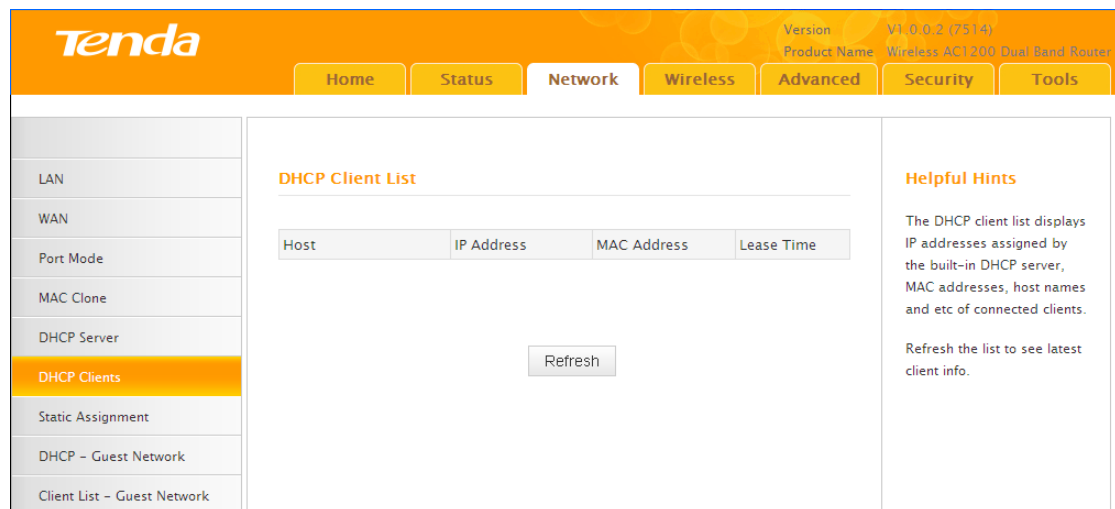 Tenda
Version V1.0.0.2 (7514)
Product Name Wireless AC1200 Dual Band Router
Home Status Network Wireless Advanced Security Tools
LAN
WAN
Port Mode
MAC Clone
DHCP Server
DHCP Clients
Static Assignment
DHCP - Guest Network
Client List - Guest Network
DHCP Client List
Host IP Address MAC Address Lease Time
Refresh
Helpful Hints
The DHCP client list displays
IP addresses assigned by
the built-in DHCP server,
MAC addresses, host names
and etc of connected clients.
Refresh the list to see latest
client info.